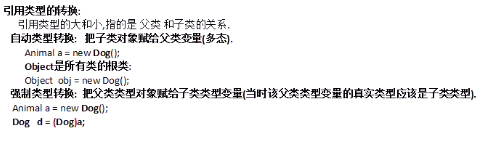 引用类型的转换:
引用类型的大和小,指的是 父类 和子类的关系.
自动类型转换: 把子类对象赋给父类变量(多态).
Animal a = new Dog();
Object是所有类的根类:
Object obj = new Dog();
强制类型转换: 把父类类型对象赋给子类类型变量(当时该父类类型变量的真实类型应该是子类类型).
Animal a = new Dog();
Dog d = (Dog)a;